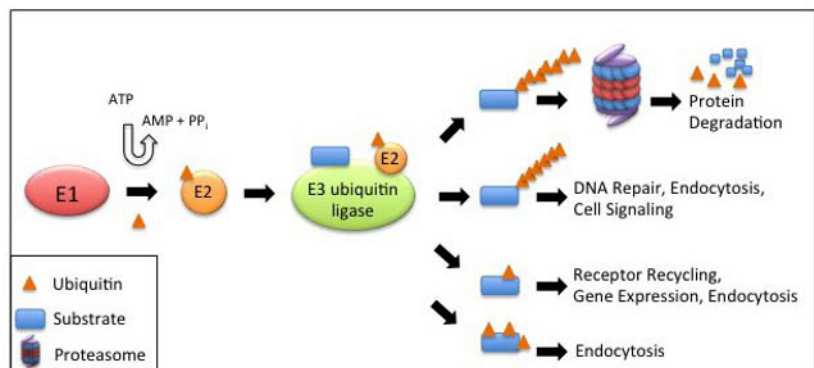 ATP
AMP + PPi
E1
E2
E2
E3 ubiquitin
ligase
Protein
Degradation
DNA Repair, Endocytosis,
Cell Signaling
Receptor Recycling,
Gene Expression, Endocytosis
Endocytosis
Ubiquitin
Substrate
Proteasome